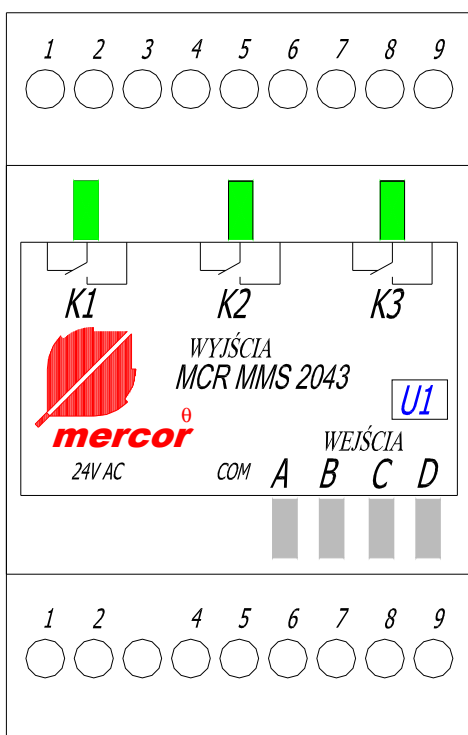 1 2 3 4 5 6 7 8 9
K1 K2 K3
WYJŚCIA
MCR MMS 2043
U1
θ
mercor
WEJŚCIA
24V AC COM A B C D
1 2 4 5 6 7 8 9